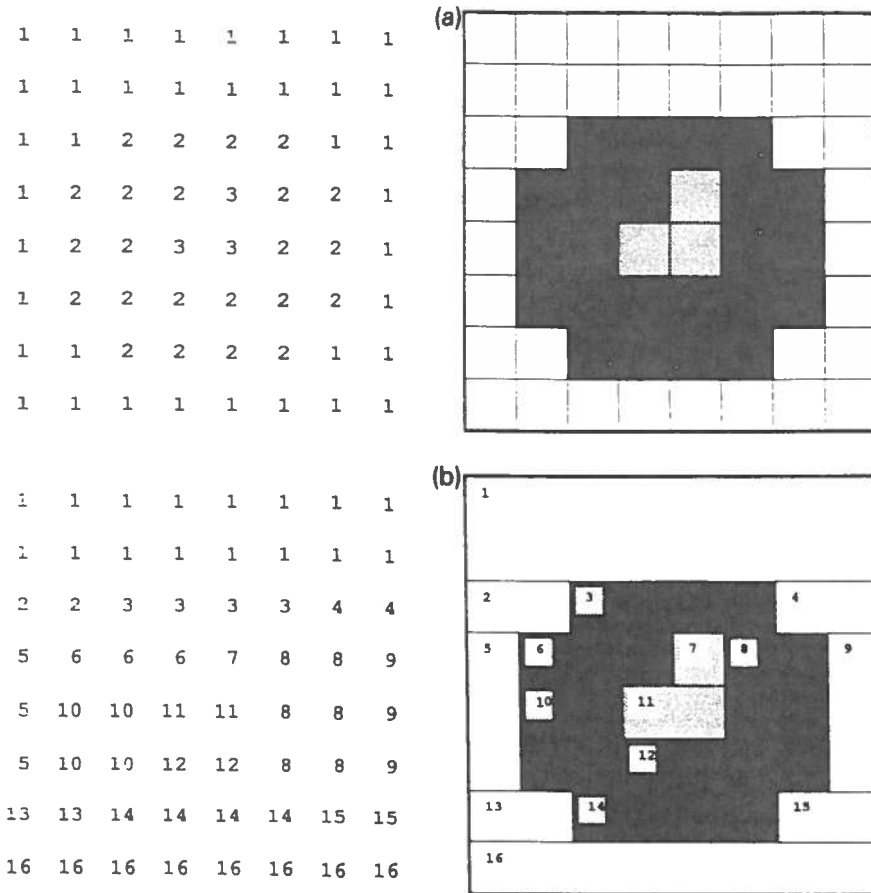 (a)
1 1 1 1 1 1 1 1
1 1 1 1 1 1 1 1
1 1 2 2 2 2 1 1
1 2 2 2 3 2 2 1
1 2 2 3 3 2 2 1
1 2 2 2 2 2 2 1
1 1 2 2 2 2 1 1
1 1 1 1 1 1 1 1
(b)
1 1 1 1 1 1 1 1
1 1 1 1 1 1 1 1
2 2 3 3 3 3 4 4
5 6 6 6 7 8 8 9
5 10 10 11 11 8 8 9
5 10 10 12 12 8 8 9
13 13 14 14 14 14 15 15
16 16 16 16 16 16 16 16
1
2 3 4
5 6 7 8 9
10 11
12
13 14 15
16